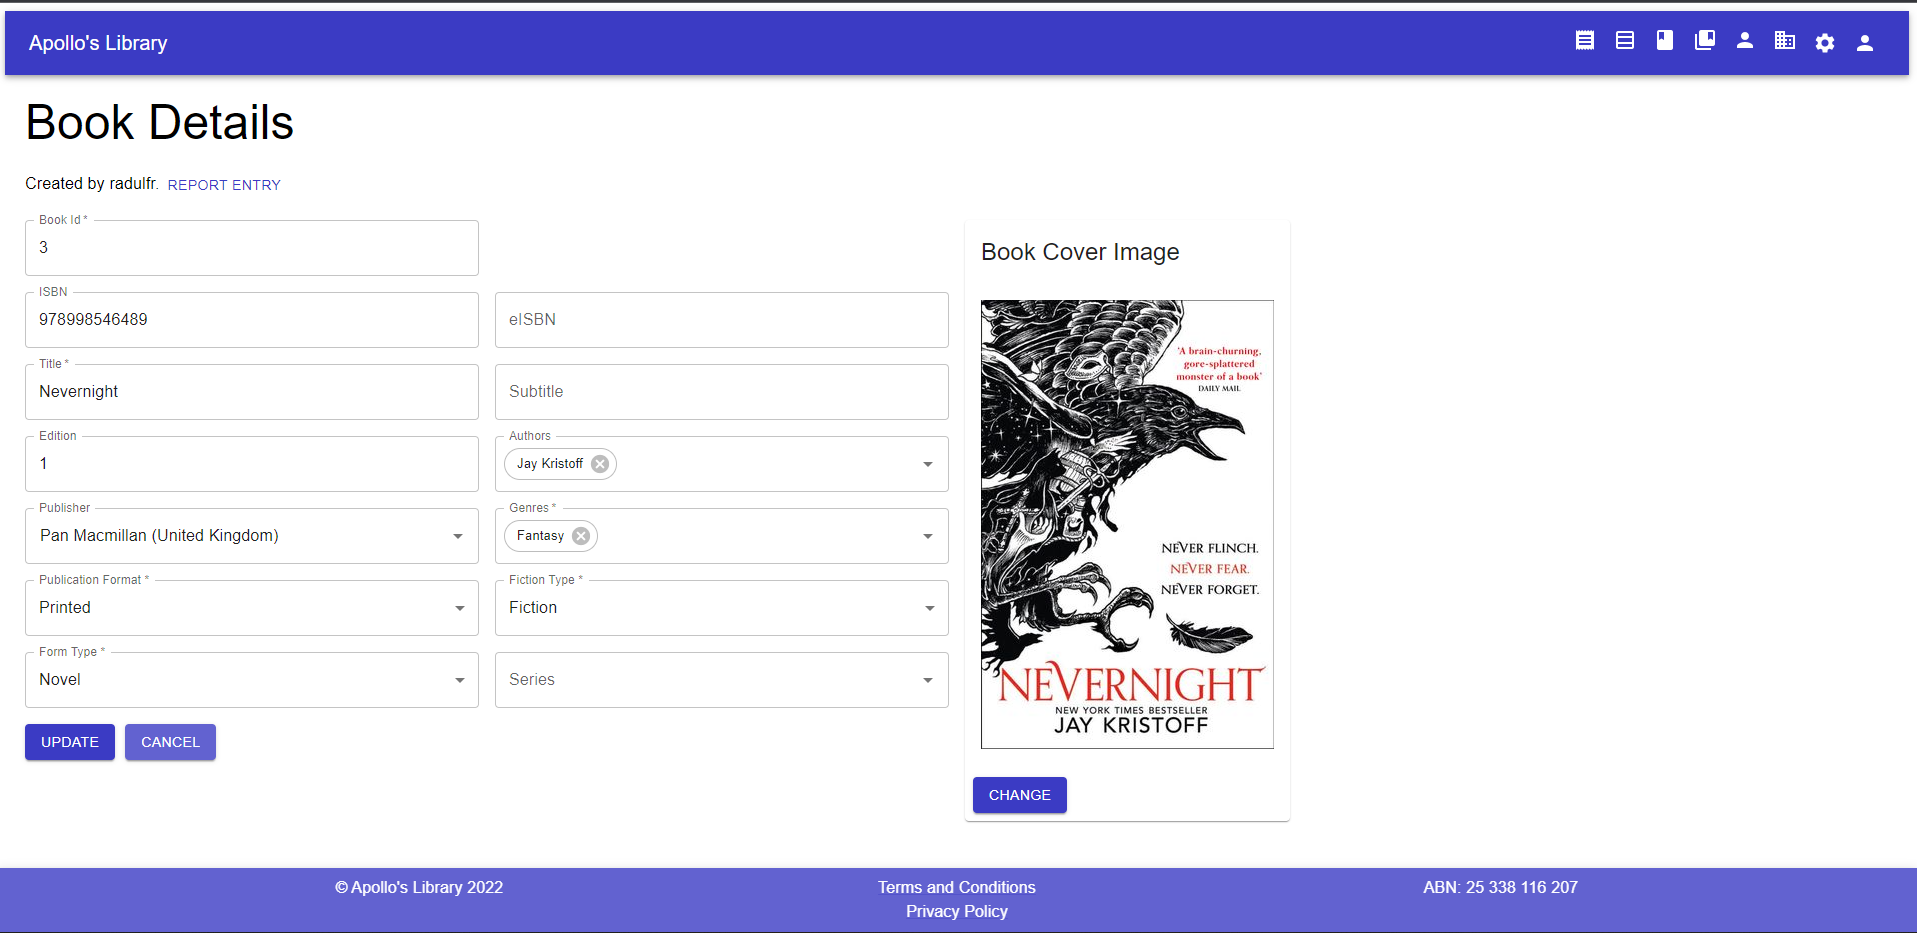 Apollo's Library
Book Details
Created by radulfr. REPORT ENTRY
Book Id *
3
ISBN
978998546489
eISBN
Title *
Nevernight
Subtitle
Edition
1
Authors
Jay Kristoff
Publisher
Pan Macmillan (United Kingdom)
Genres *
Fantasy
Publication Format *
Printed
Fiction Type *
Fiction
Form Type *
Novel
Series
UPDATE CANCEL
Book Cover Image
'A brain-churning,
gore-splattered
monster of a book'
DAILY MAIL
NEVER FLINCH.
NEVER FEAR.
NEVER FORGET.
NEVERNIGHT
NEW YORK TIMES BESTSELLER
JAY KRISTOFF
CHANGE
© Apollo's Library 2022
Terms and Conditions
Privacy Policy
ABN: 25 338 116 207